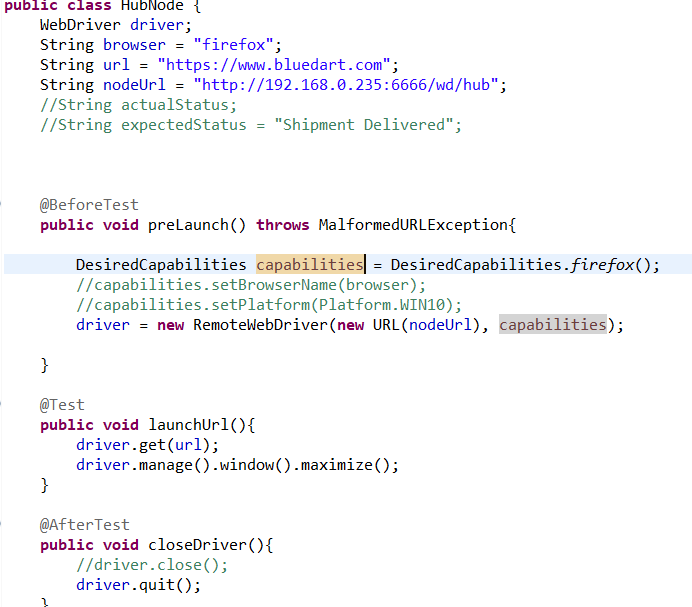 public class HubNode {
WebDriver driver;
String browser = "firefox";
String url = "https://www.bluedart.com";
String nodeUrl = "http://192.168.0.235:6666/wd/hub";
//String actualStatus;
//String expectedStatus = "Shipment Delivered";
@BeforeTest
public void preLaunch() throws MalformedURLException{
DesiredCapabilities capabilities = DesiredCapabilities.firefox();
//capabilities.setBrowserName(browser);
//capabilities.setPlatform(Platform.WIN10);
driver = new RemoteWebDriver(new URL(nodeUrl), capabilities);
}
@Test
public void launchUrl(){
driver.get(url);
driver.manage().window().maximize();
}
@AfterTest
public void closeDriver(){
//driver.close();
driver.quit();
}